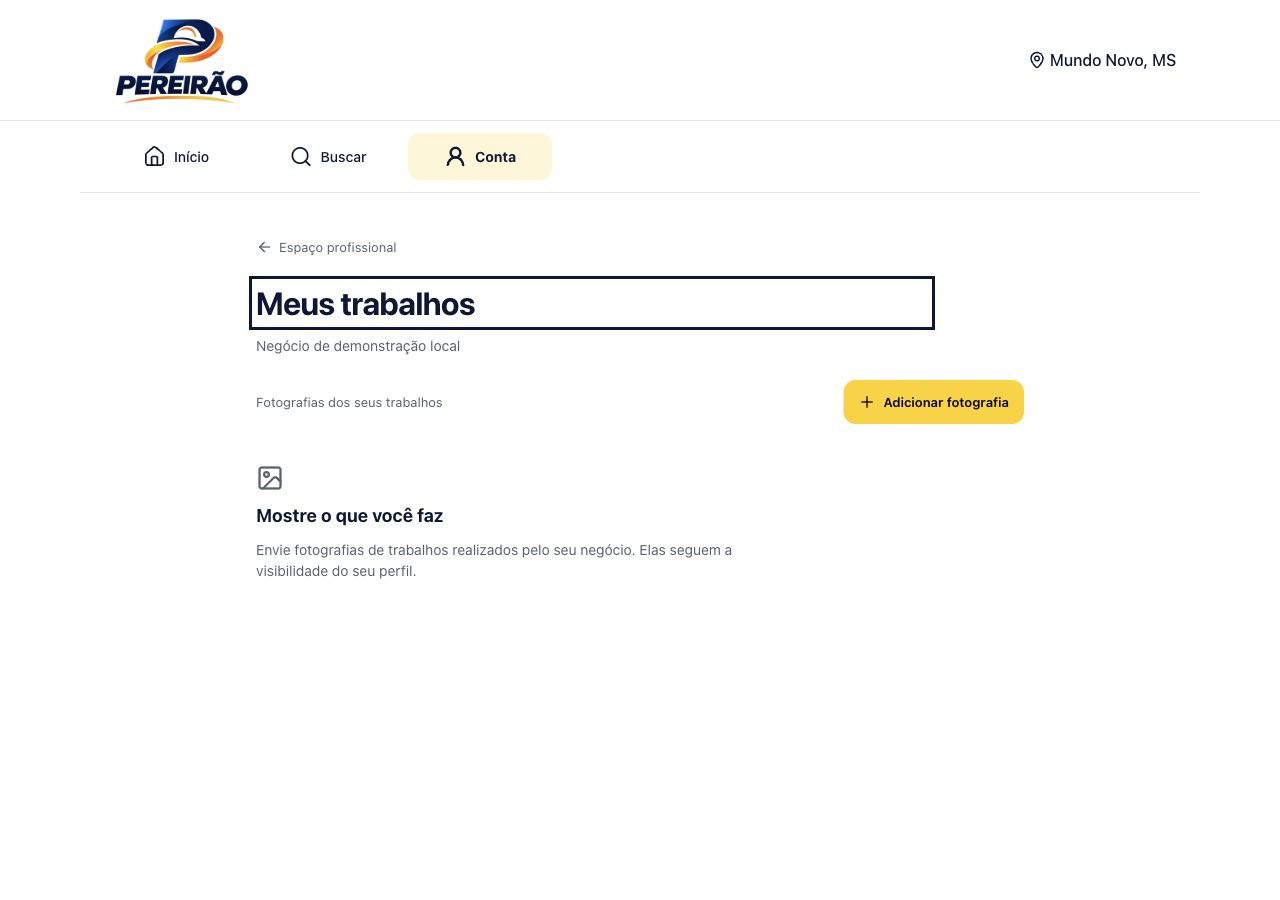 PEREIRÃO
Mundo Novo, MS
Início
Buscar
Conta
Espaço profissional
Meus trabalhos
Negócio de demonstração local
Fotografias dos seus trabalhos
Adicionar fotografia
Mostre o que você faz
Envie fotografias de trabalhos realizados pelo seu negócio. Elas seguem a
visibilidade do seu perfil.